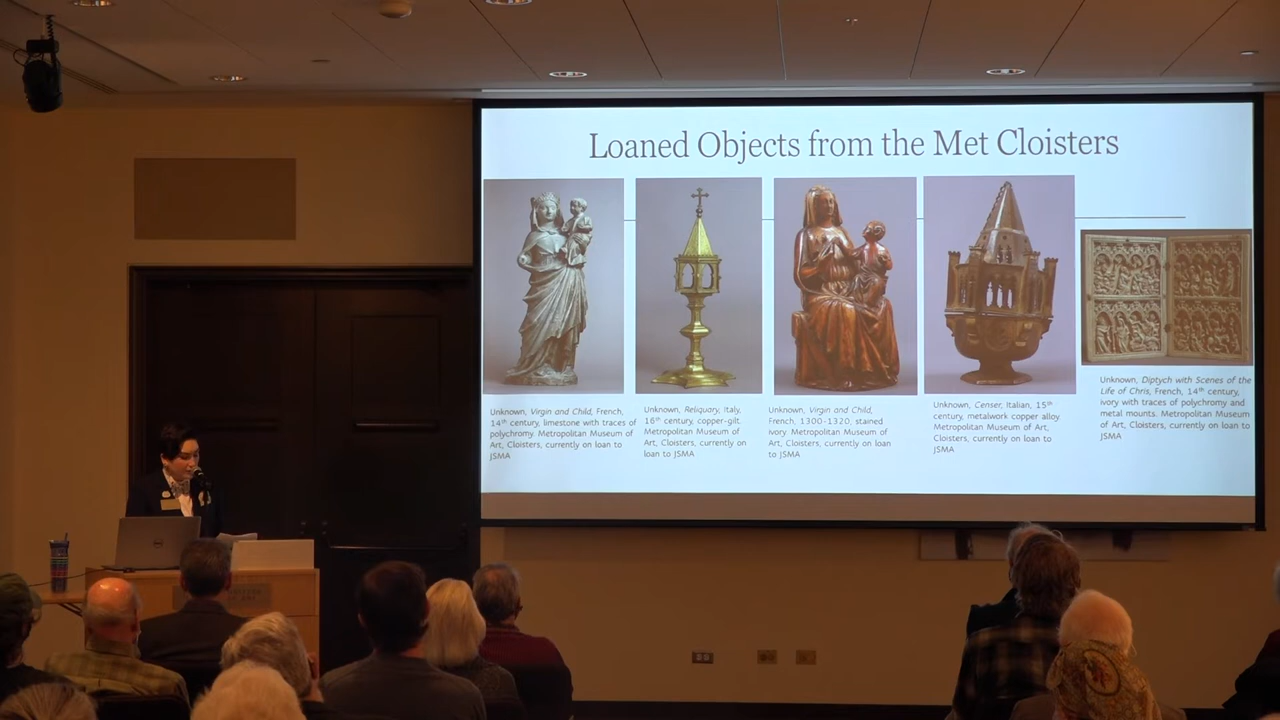 Loaned Objects from the Met Cloisters
Unknown, Virgin and Child, French,
14th century, limestone with traces of
polychromy. Metropolitan Museum of
Art, Cloisters, currently on loan to
JSMA
Unknown, Reliquary, Italy,
16th century, copper-gilt.
Metropolitan Museum of
Art, Cloisters, currently on
loan to JSMA
Unknown, Virgin and Child,
French, 1300-1320, stained
ivory. Metropolitan Museum of
Art, Cloisters, currently on loan
to JSMA
Unknown, Censer, Italian, 15th
century, metalwork copper alloy.
Metropolitan Museum of Art,
Cloisters, currently on loan to
JSMA
Unknown, Diptych with Scenes of the
Life of Chris, French, 14th century,
ivory with traces of polychromy and
metal mounts. Metropolitan Museum
of Art, Cloisters, currently on loan to
JSMA